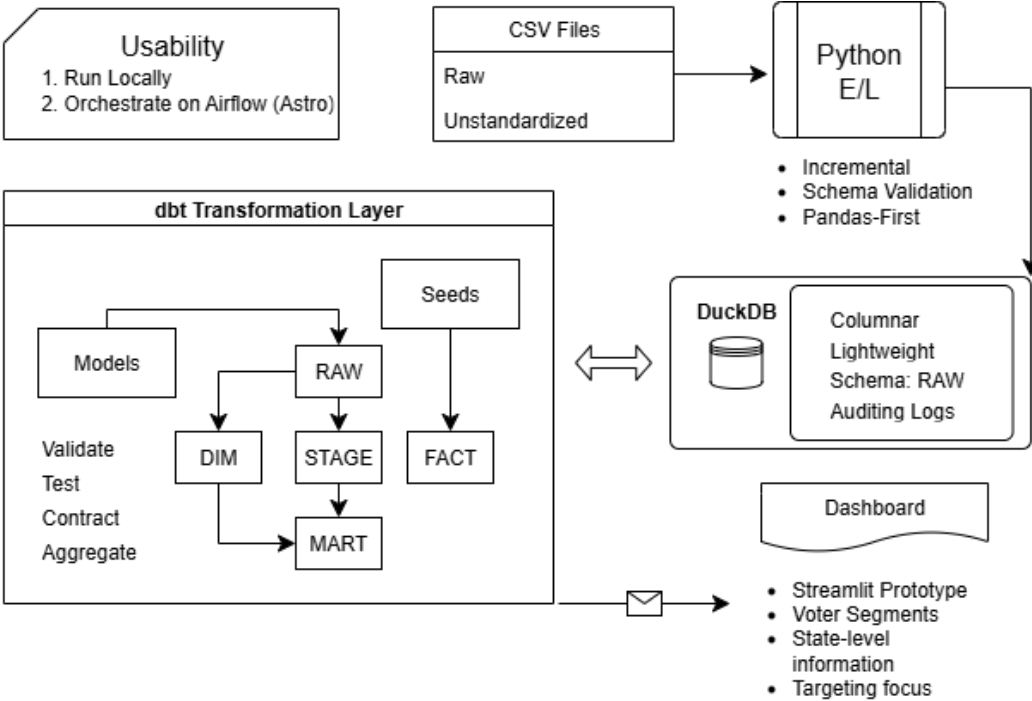 Usability
1. Run Locally
2. Orchestrate on Airflow (Astro)
CSV Files
Raw
Unstandardized
Python
E/L
• Incremental
• Schema Validation
• Pandas-First
dbt Transformation Layer
Seeds
Models
RAW
DIM
STAGE
FACT
MART
Validate
Test
Contract
Aggregate
DuckDB
Columnar
Lightweight
Schema: RAW
Auditing Logs
Dashboard
• Streamlit Prototype
• Voter Segments
• State-level
information
• Targeting focus